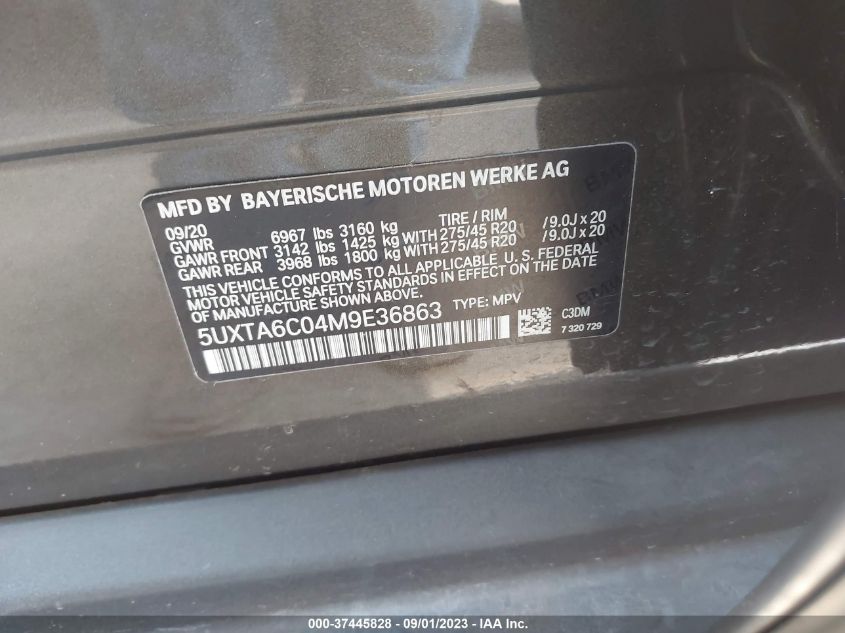 MFD BY BAYERISCHE MOTOREN WERKE AG
09/20 TIRE / RIM
GVWR 6967 lbs 3160 kg
GAWR FRONT 3142 lbs 1425 kg WITH 275/45 R20 /9.0J x 20
GAWR REAR 3968 lbs 1800 kg WITH 275/45 R20 /9.0J x 20
THIS VEHICLE CONFORMS TO ALL APPLICABLE U. S. FEDERAL
MOTOR VEHICLE SAFETY STANDARDS IN EFFECT ON THE DATE
OF MANUFACTURE SHOWN ABOVE.
5UXTA6C04M9E36863 TYPE: MPV
C3DM
7 320 729
000-37445828 - 09/01/2023 - IAA Inc.